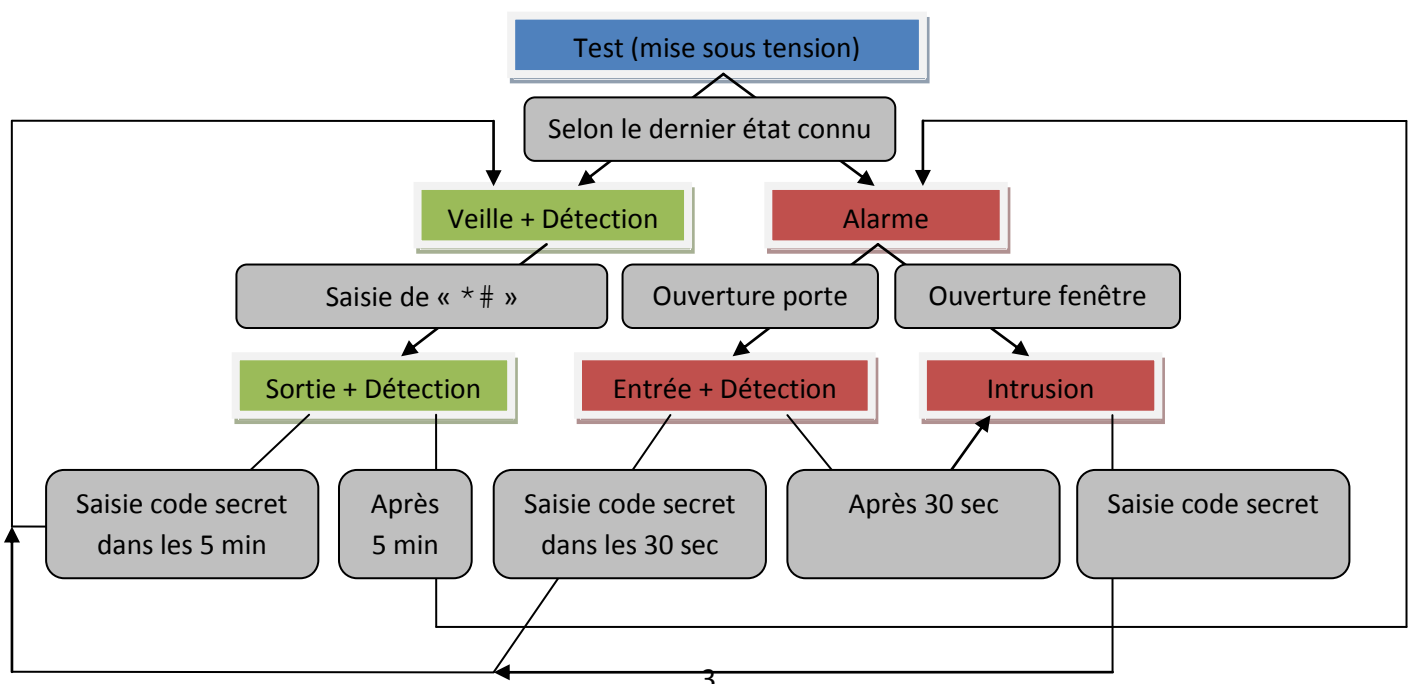 Test (mise sous tension)
Selon le dernier état connu
Veille + Détection
Alarme
Saisie de « *# »
Ouverture porte
Ouverture fenêtre
Sortie + Détection
Entrée + Détection
Intrusion
Saisie code secret
dans les 5 min
Après
5 min
Saisie code secret
dans les 30 sec
Après 30 sec
Saisie code secret
3